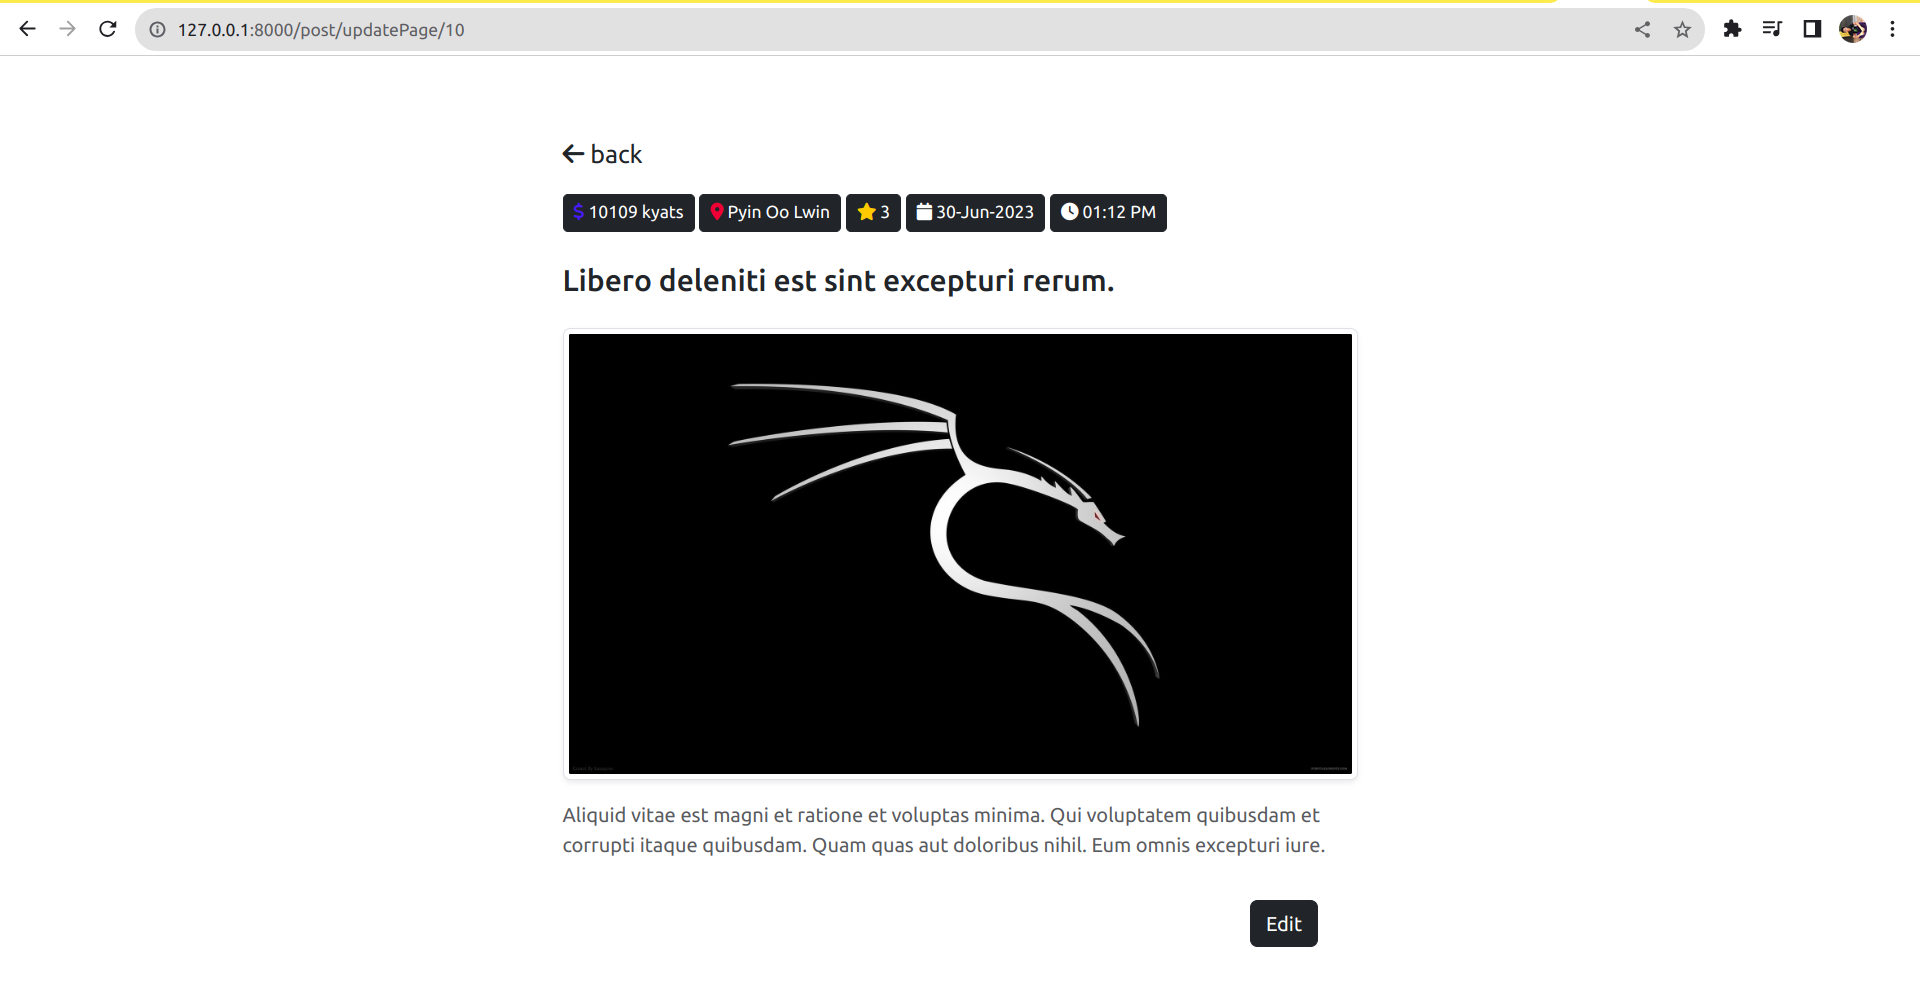 127.0.0.1:8000/post/updatePage/10
back
$ 10109 kyats Pyin Oo Lwin 3 30-Jun-2023 01:12 PM
Libero deleniti est sint excepturi rerum.
Aliquid vitae est magni et ratione et voluptas minima. Qui voluptatem quibusdam et
corrupti itaque quibusdam. Quam quas aut doloribus nihil. Eum omnis excepturi iure.
Edit